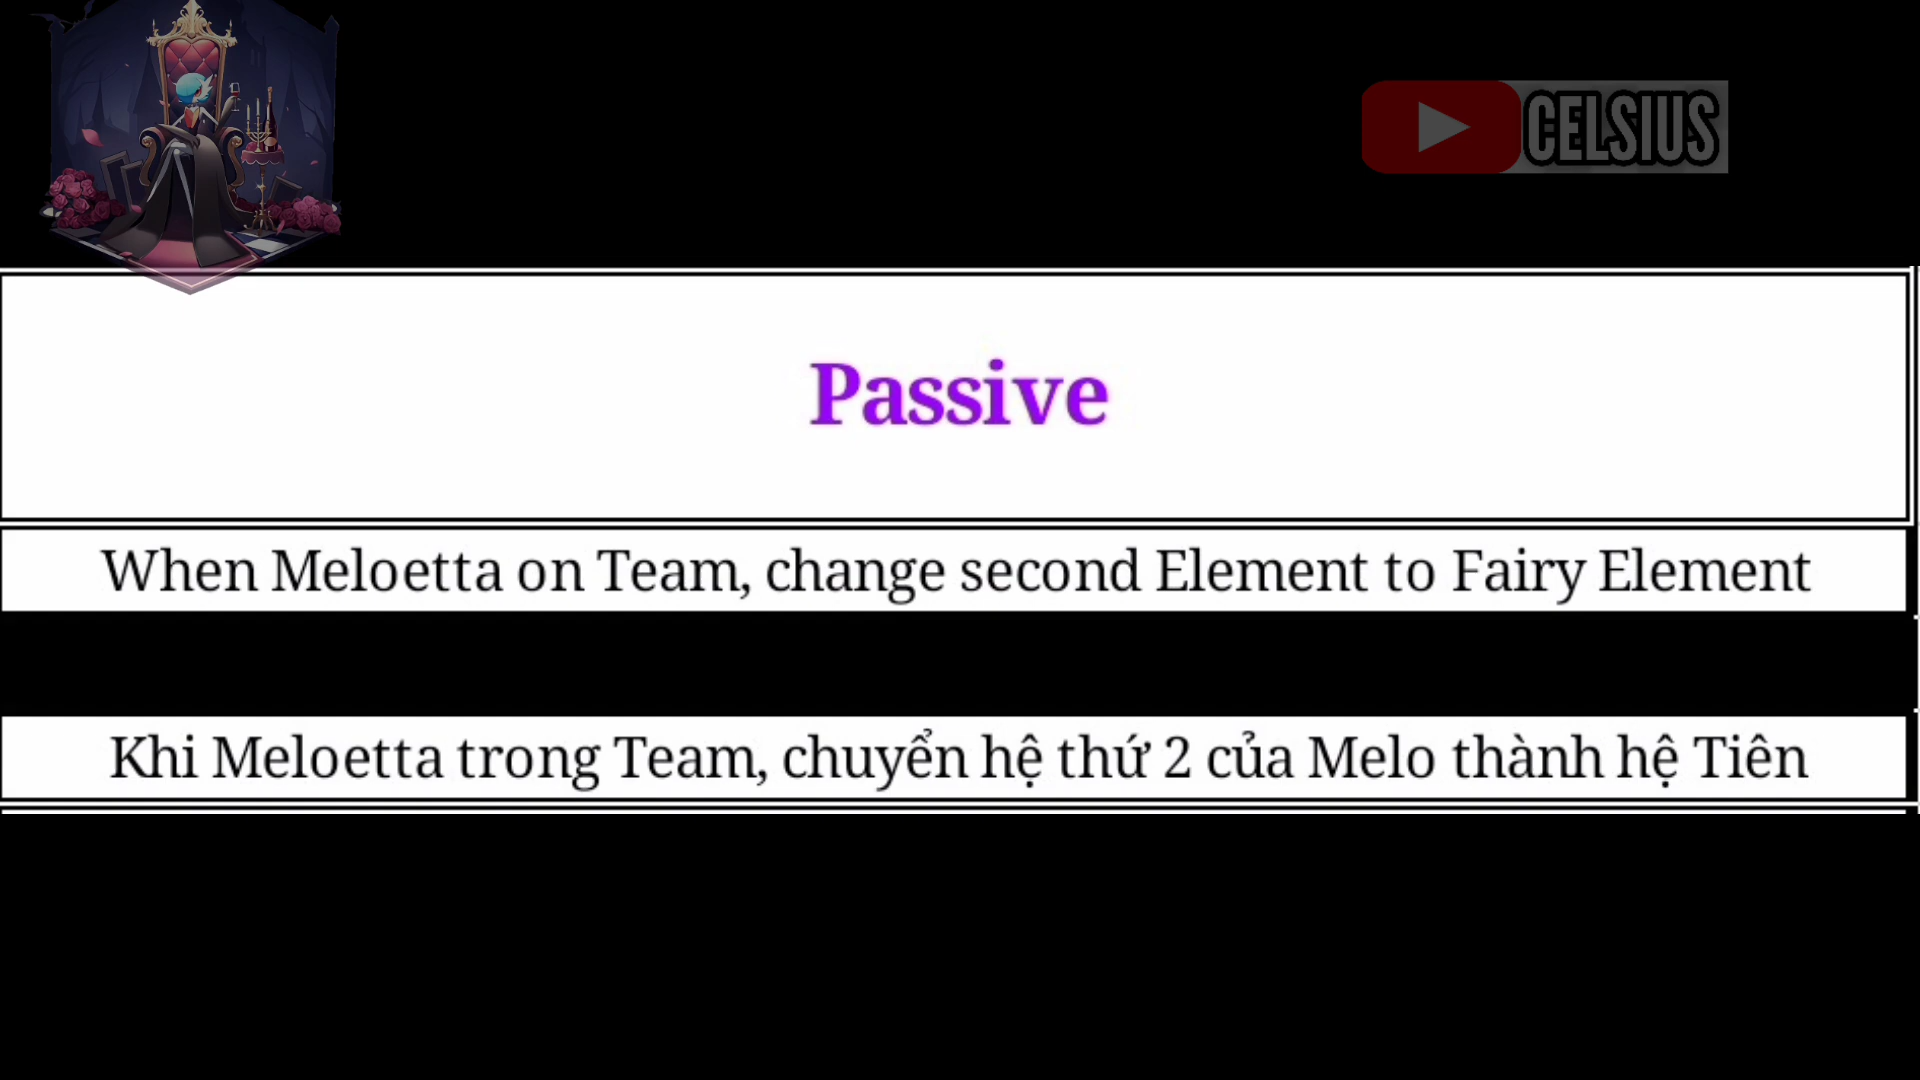 CELSIUS
Passive
When Meloetta on Team, change second Element to Fairy Element
Khi Meloetta trong Team, chuyển hệ thứ 2 của Melo thành hệ Tiên